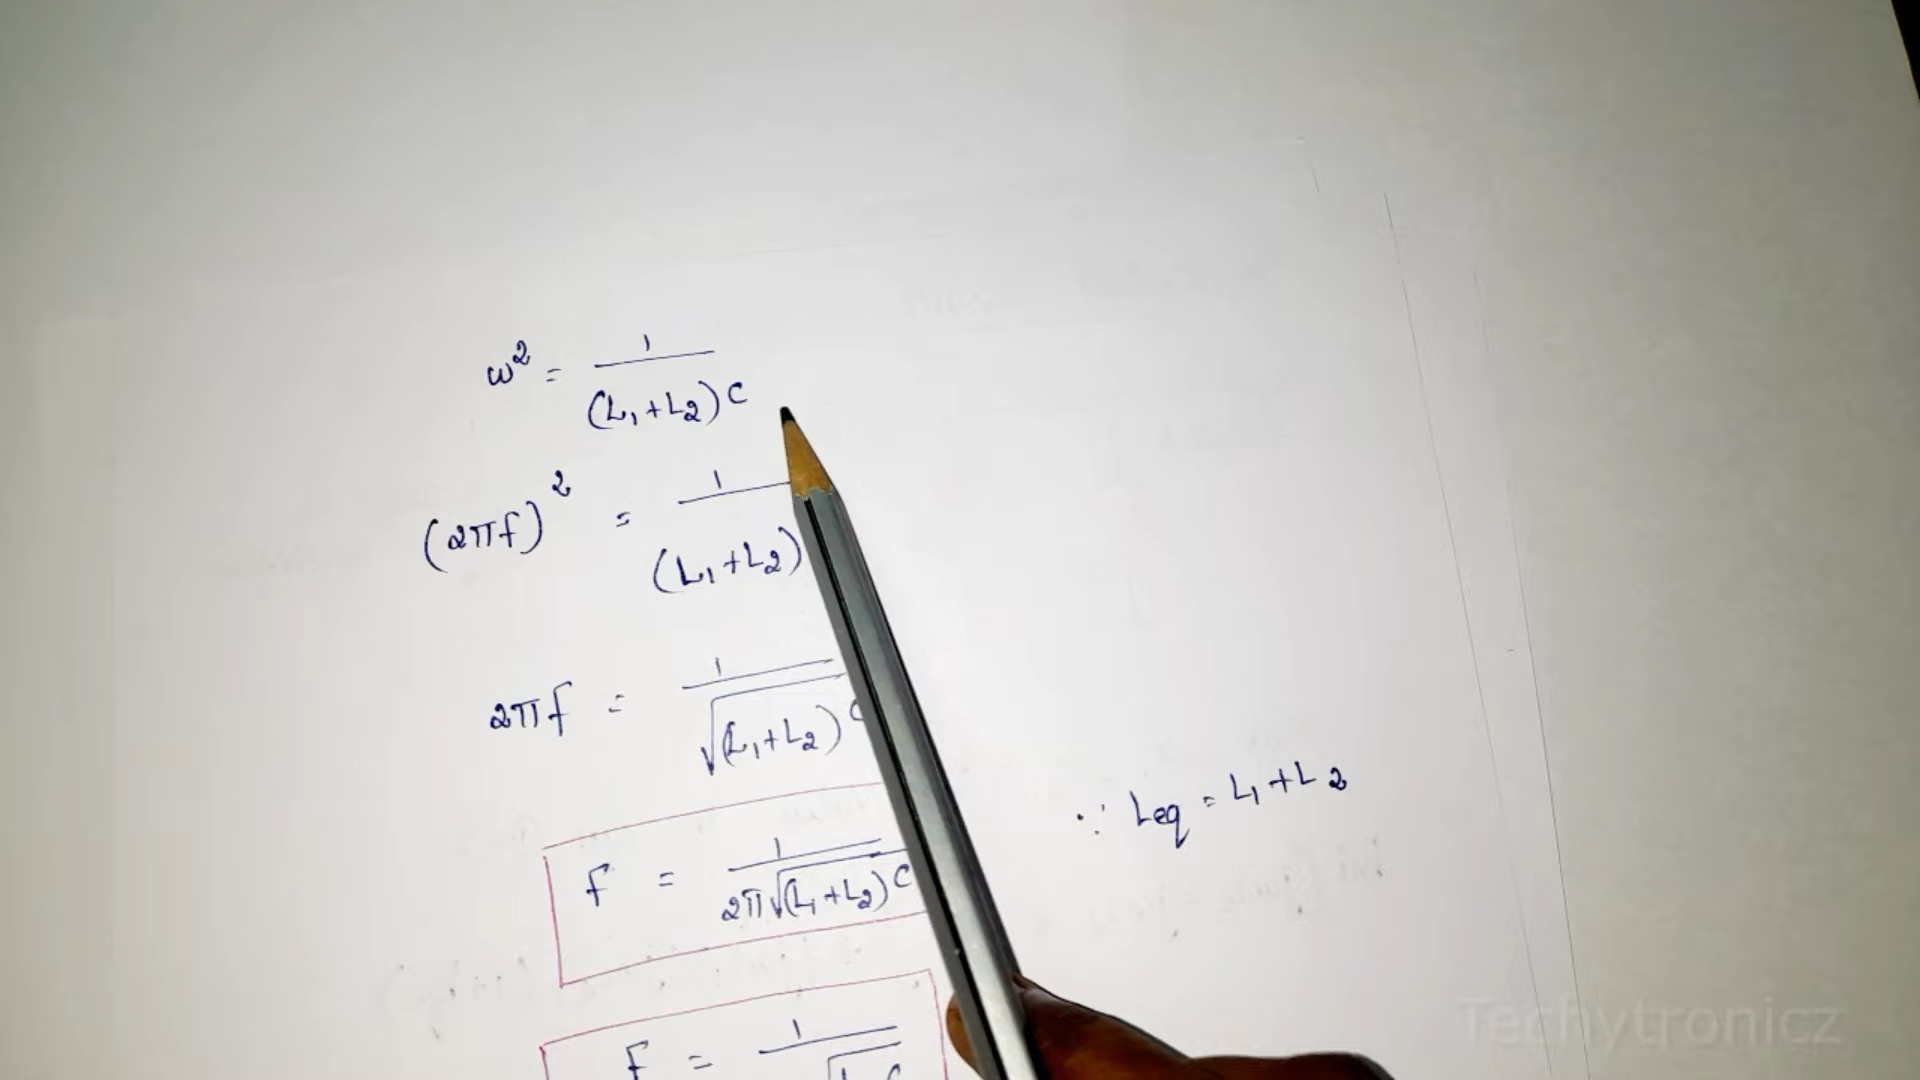 ω² = 1 / (L₁+L₂)C
(2πf)² = 1 / (L₁+L₂)
2πf = 1 / √(L₁+L₂)C
∵ Leq = L₁+L₂
f = 1 / 2π√(L₁+L₂)C
F = 1 / √
Techytronicz